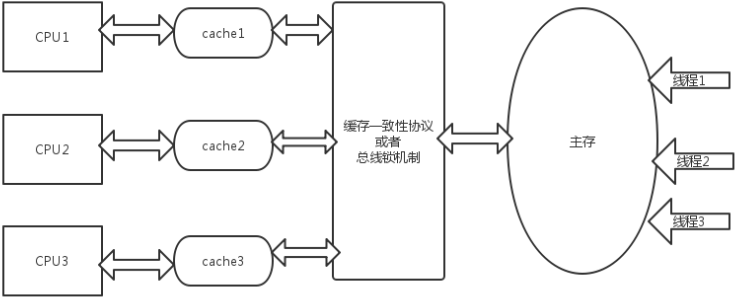 CPU1
cache1
CPU2
cache2
CPU3
cache3
缓存一致性协议
或者
总线锁机制
主存
线程1
线程2
线程3